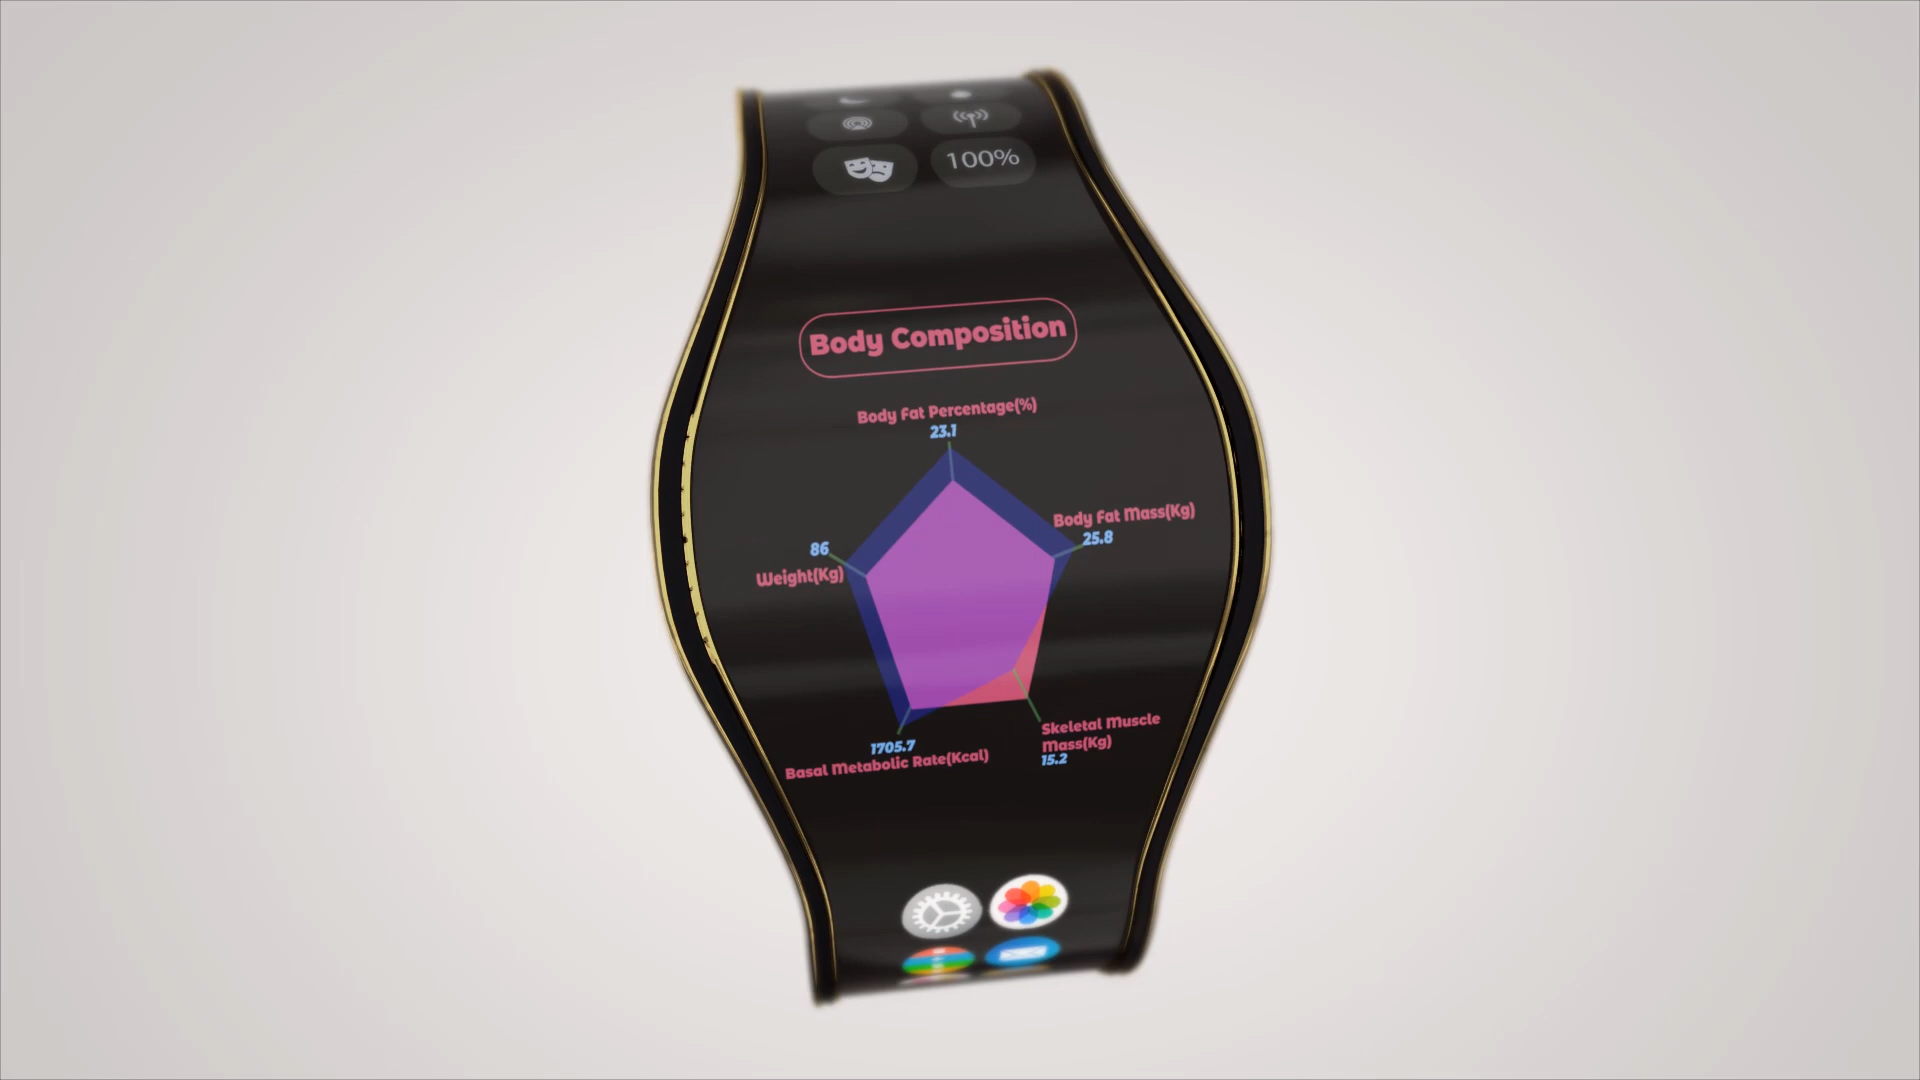 100%
Body Composition
Body Fat Percentage(%)
23.1
Body Fat Mass(Kg)
25.8
86
Weight(Kg)
Skeletal Muscle
Mass(Kg)
15.2
1705.7
Basal Metabolic Rate(Kcal)